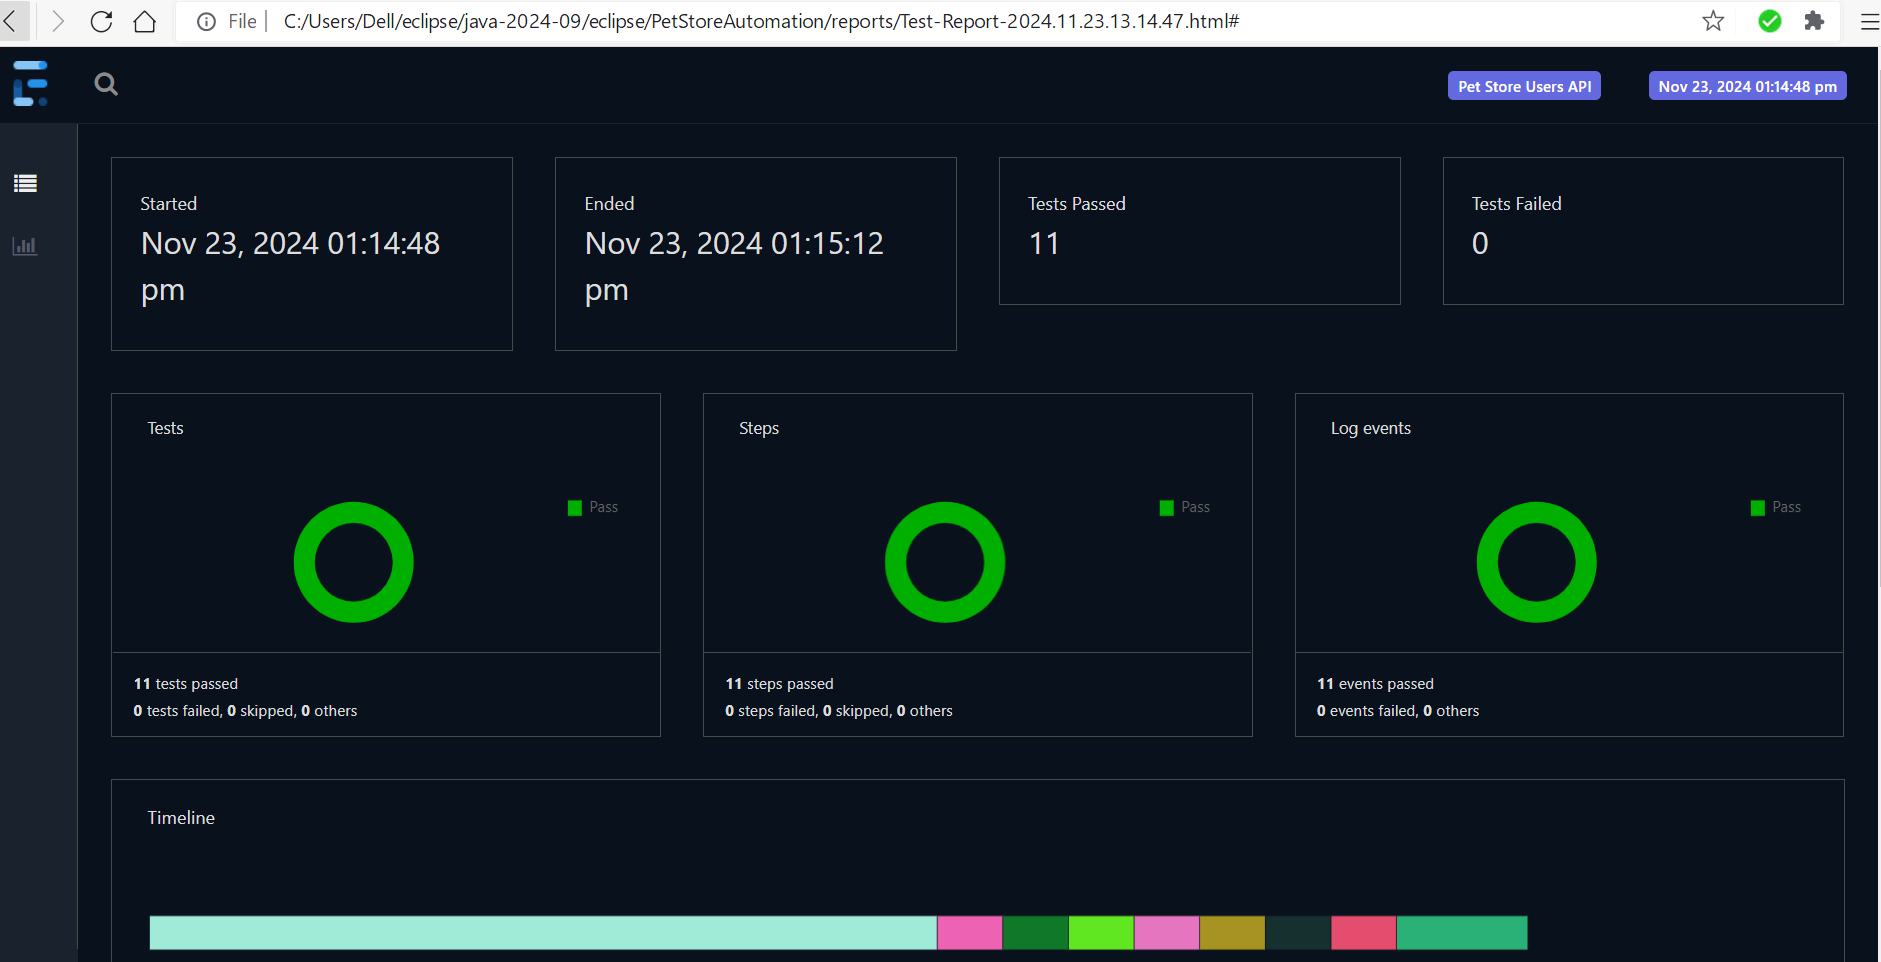 File
C:/Users/Dell/eclipse/java-2024-09/eclipse/PetStoreAutomation/reports/Test-Report-2024.11.23.13.14.47.html#
Pet Store Users API
Nov 23, 2024 01:14:48 pm
Started
Nov 23, 2024 01:14:48
pm
Ended
Nov 23, 2024 01:15:12
pm
Tests Passed
11
Tests Failed
0
Tests
Pass
11 tests passed
0 tests failed, 0 skipped, 0 others
Steps
Pass
11 steps passed
0 steps failed, 0 skipped, 0 others
Log events
Pass
11 events passed
0 events failed, 0 others
Timeline